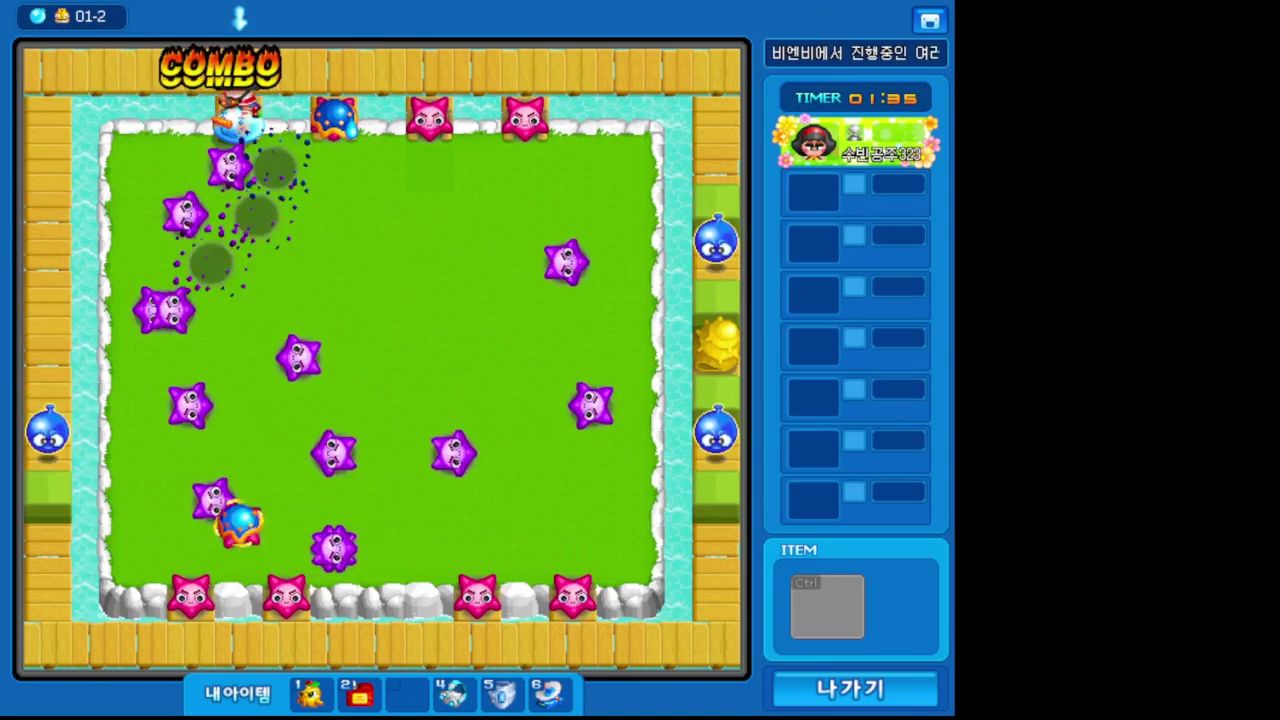 01-2
COMBO
비엔비에서 진행중인 여러
TIMER 01:35
수빈공주323
ITEM
Ctrl
내아이템
1
2
4
5
6
나가기